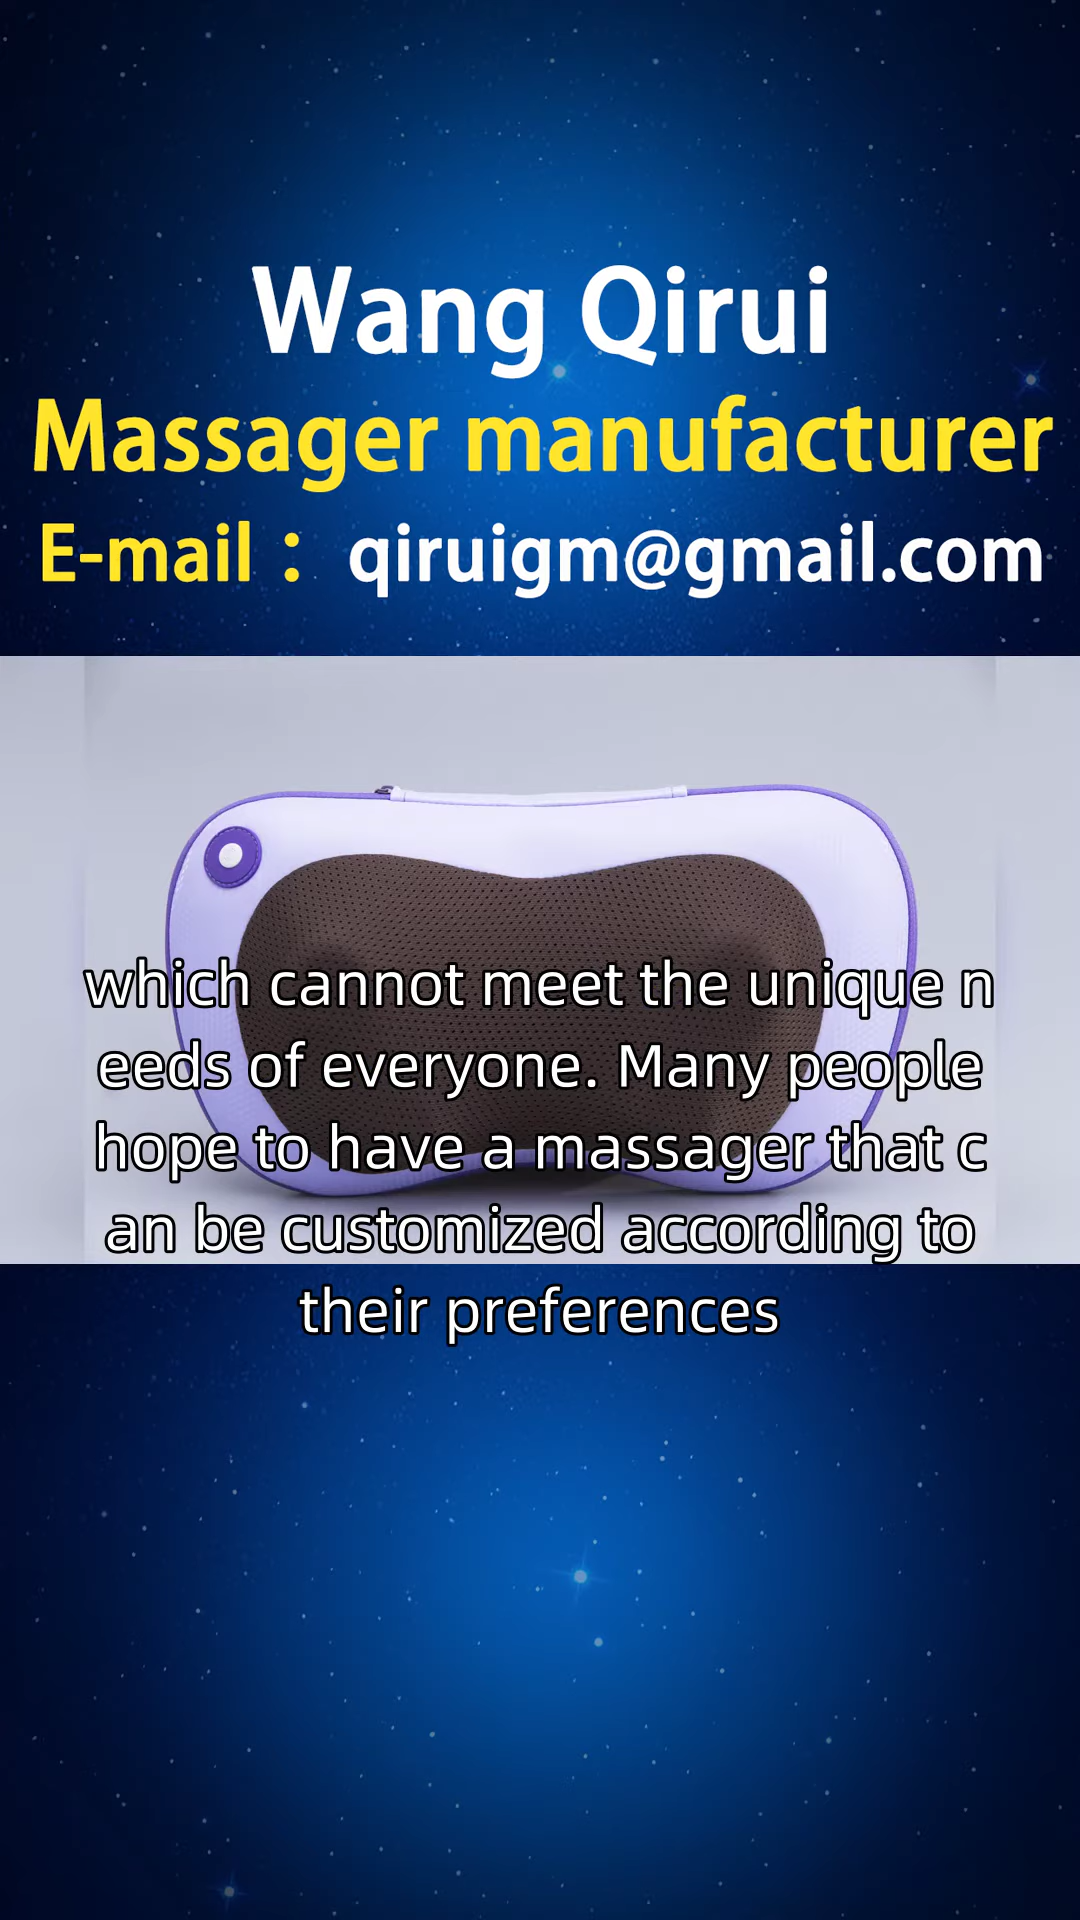 Wang Qirui
Massager manufacturer
E-mail： qiruigm@gmail.com
which cannot meet the unique n
eeds of everyone. Many people
hope to have a massager that c
an be customized according to
their preferences